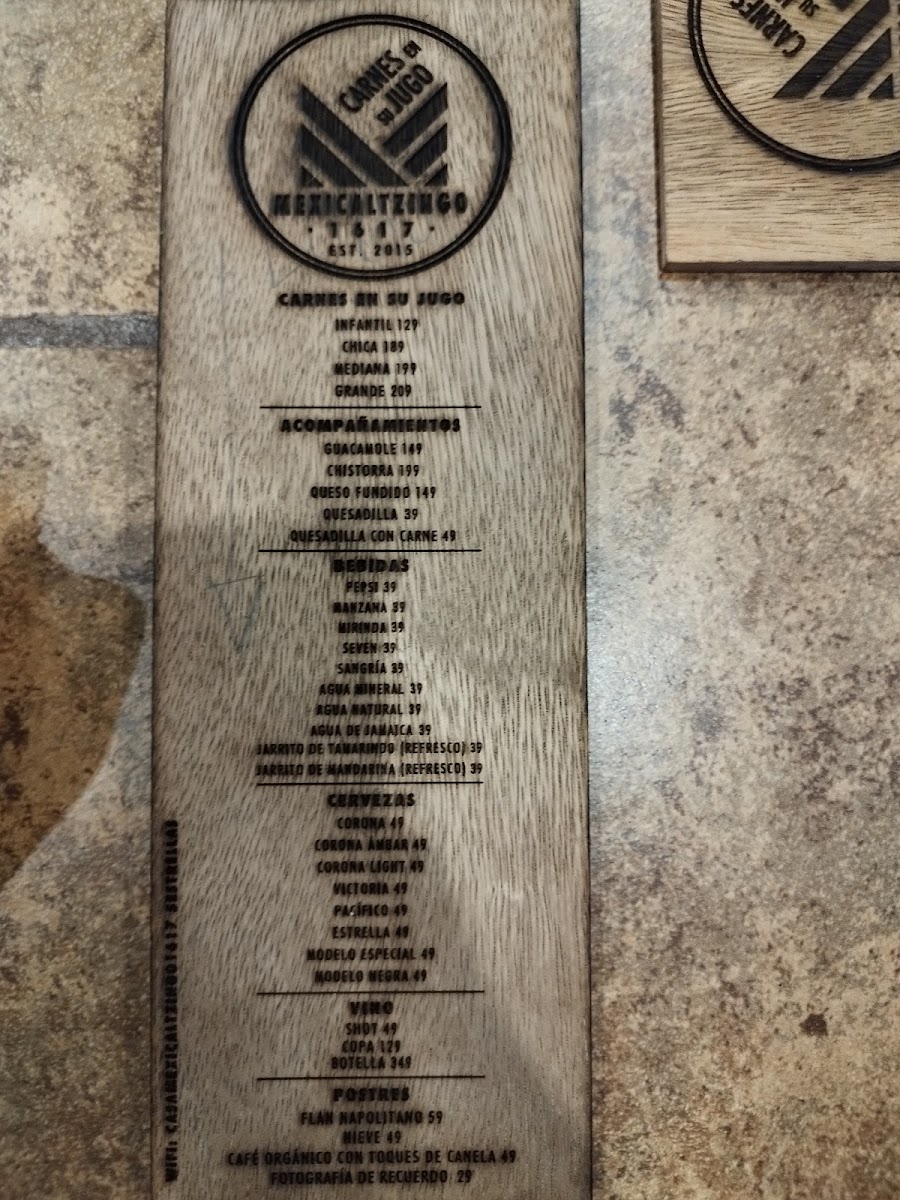 CARNES EN
SU JUGO
MEXICALTZINGO
· 1617 ·
EST. 2015
CARNES EN SU JUGO
INFANTIL 129
CHICA 189
MEDIANA 199
GRANDE 209
ACOMPAÑAMIENTOS
GUACAMOLE 149
CHISTORRA 199
QUESO FUNDIDO 149
QUESADILLA 39
QUESADILLA CON CARNE 49
BEBIDAS
PEPSI 39
MANZANA 39
MIRINDA 39
SEVEN 39
SANGRÍA 39
AGUA MINERAL 39
AGUA NATURAL 39
AGUA DE JAMAICA 39
JARRITO DE TAMARINDO (REFRESCO) 39
JARRITO DE MANDARINA (REFRESCO) 39
CERVEZAS
CORONA 49
CORONA ÁMBAR 49
CORONA LIGHT 49
VICTORIA 49
PACÍFICO 49
ESTRELLA 49
MODELO ESPECIAL 49
MODELO NEGRA 49
VINO
SHOT 49
COPA 129
BOTELLA 349
POSTRES
FLAN NAPOLITANO 59
NIEVE 49
CAFÉ ORGÁNICO CON TOQUES DE CANELA 49
FOTOGRAFÍA DE RECUERDO 29
WIFI: CASAMEXICALTZINGO1617 5ESTRELLAS
CARNES
SU